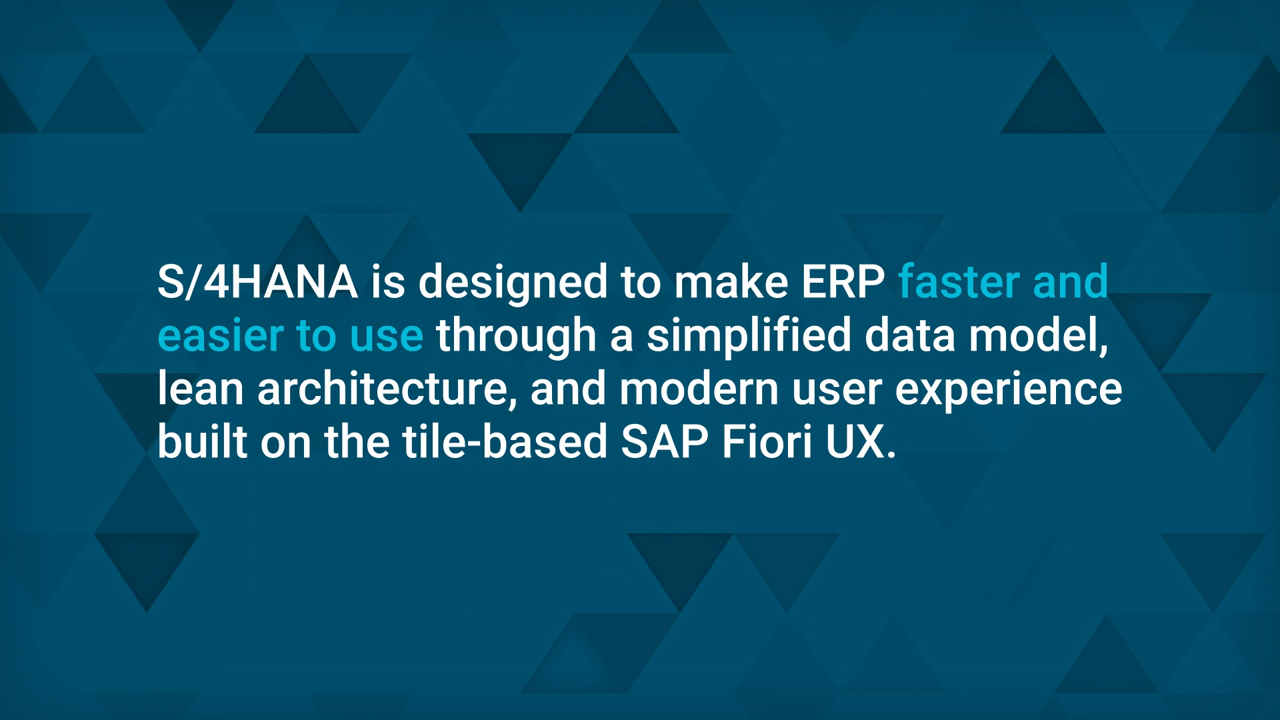 S/4HANA is designed to make ERP faster and
easier to use through a simplified data model,
lean architecture, and modern user experience
built on the tile-based SAP Fiori UX.